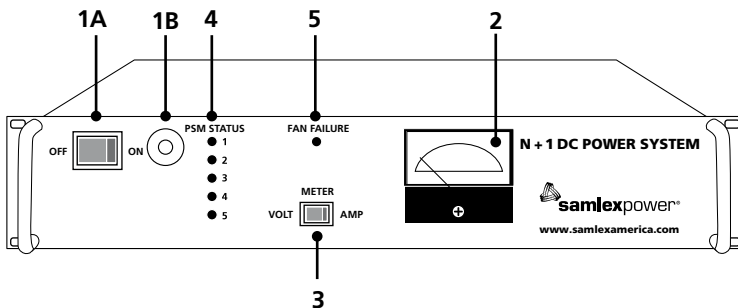 1A
1B
4
5
2
PSM STATUS
FAN FAILURE
OFF
ON
1
2
3
4
5
N + 1 DC POWER SYSTEM
METER
VOLT
AMP
samlexpower®
www.samlexamerica.com
3